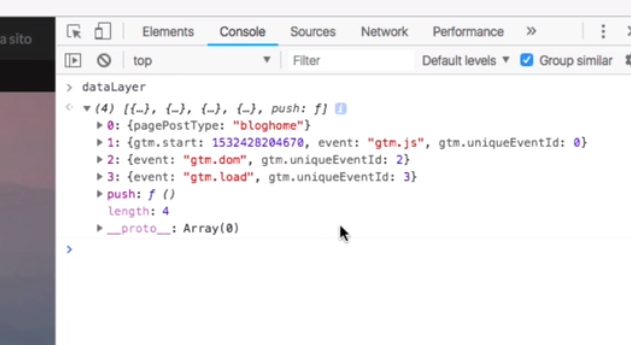 a sito
Elements Console Sources Network Performance »
top Filter Default levels Group similar
> dataLayer
(4) [{…}, {…}, {…}, {…}, push: ƒ] i
0: {pagePostType: "bloghome"}
1: {gtm.start: 1532428204670, event: "gtm.js", gtm.uniqueEventId: 0}
2: {event: "gtm.dom", gtm.uniqueEventId: 2}
3: {event: "gtm.load", gtm.uniqueEventId: 3}
push: ƒ ()
length: 4
__proto__: Array(0)
>